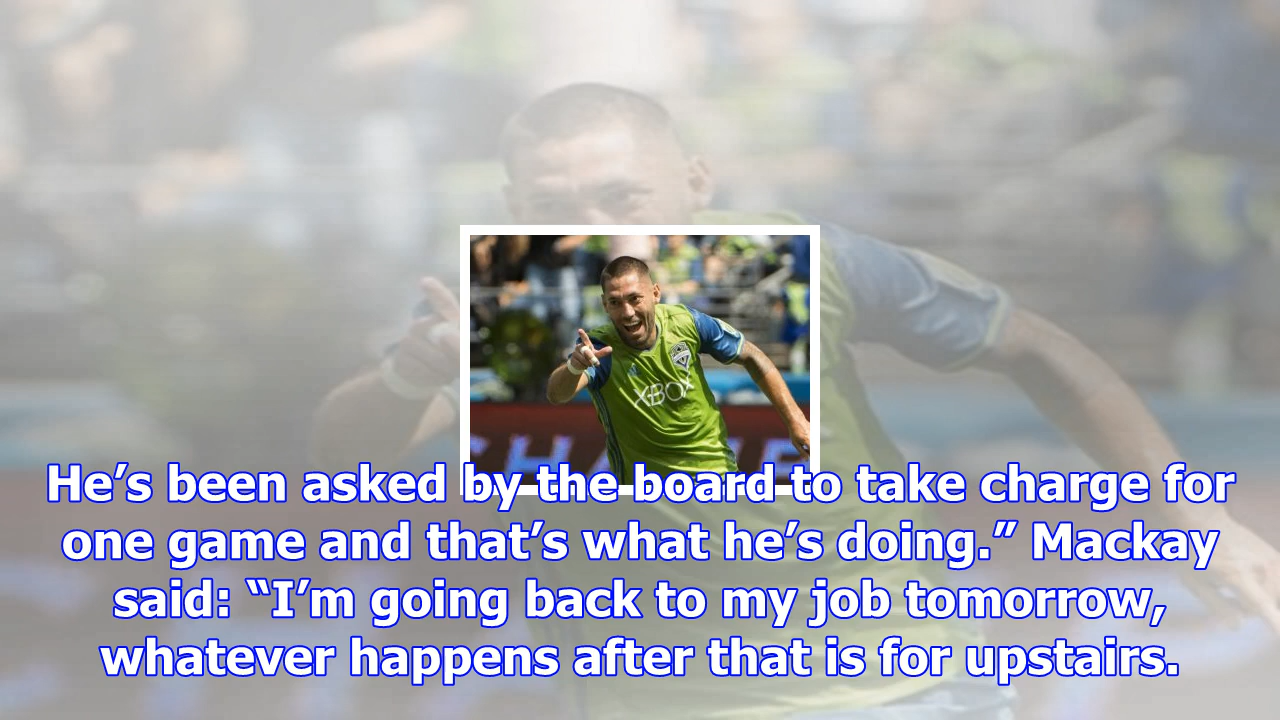 XBOX
He’s been asked by the board to take charge for
one game and that’s what he’s doing.” Mackay
said: “I’m going back to my job tomorrow,
whatever happens after that is for upstairs.